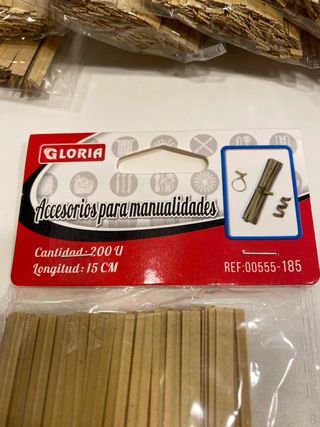 GLORIA
Accesorios para manualidades
Cantidad: 200 U
Longitud: 15 CM
REF:00555-185